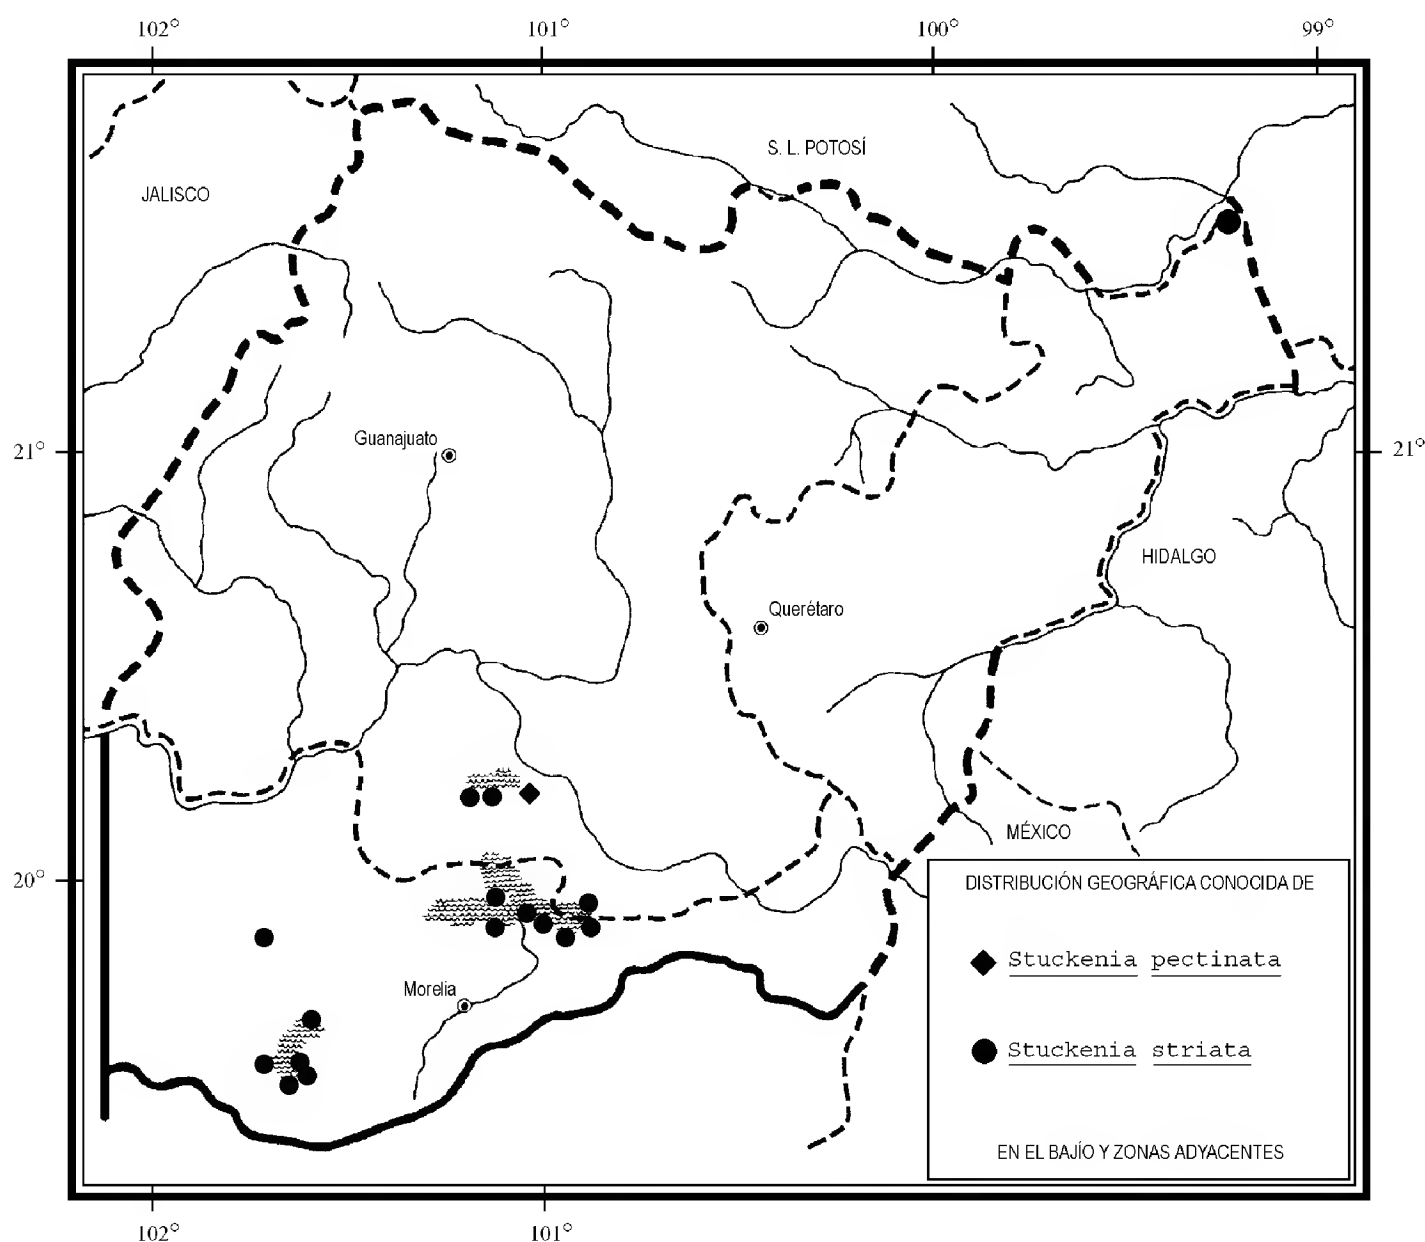 102° 101° 100° 99°
S. L. POTOSÍ
JALISCO
Guanajuato
21° 21°
HIDALGO
Querétaro
MÉXICO
20°
DISTRIBUCIÓN GEOGRÁFICA CONOCIDA DE
Stuckenia pectinata
Morelia
Stuckenia striata
EN EL BAJÍO Y ZONAS ADYACENTES
102° 101°